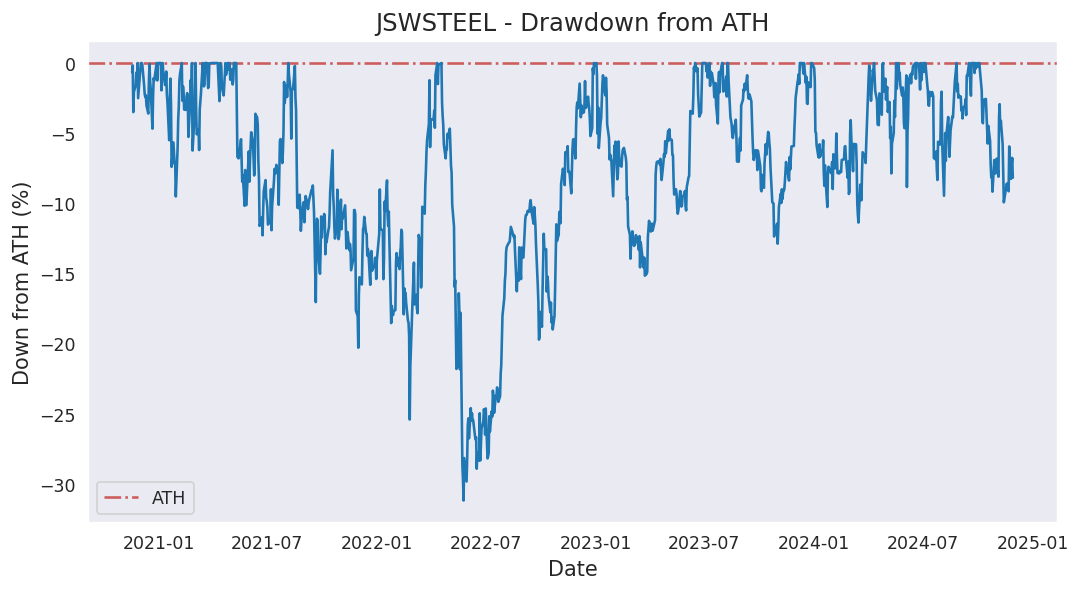 JSWSTEEL - Drawdown from ATH
Down from ATH (%)
0
−5
−10
−15
−20
−25
−30
ATH
2021-01 2021-07 2022-01 2022-07 2023-01 2023-07 2024-01 2024-07 2025-01
Date